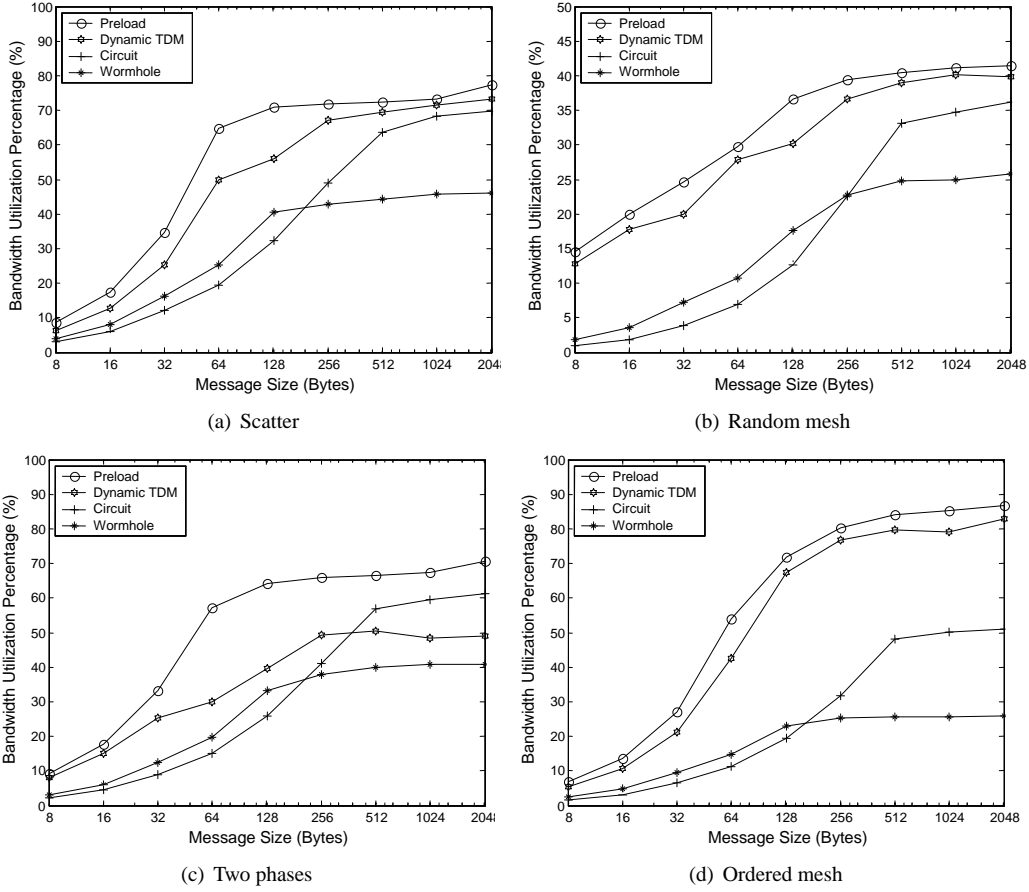 100
90
80
70
60
50
40
30
20
10
0
Bandwidth Utilization Percentage (%)
Preload
Dynamic TDM
Circuit
Wormhole
8 16 32 64 128 256 512 1024 2048
Message Size (Bytes)
(a) Scatter
50
45
40
35
30
25
20
15
10
5
0
Bandwidth Utilization Percentage (%)
Preload
Dynamic TDM
Circuit
Wormhole
8 16 32 64 128 256 512 1024 2048
Message Size (Bytes)
(b) Random mesh
100
90
80
70
60
50
40
30
20
10
0
Bandwidth Utilization Percentage (%)
Preload
Dynamic TDM
Circuit
Wormhole
8 16 32 64 128 256 512 1024 2048
Message Size (Bytes)
(c) Two phases
100
90
80
70
60
50
40
30
20
10
0
Bandwidth Utilization Percentage (%)
Preload
Dynamic TDM
Circuit
Wormhole
8 16 32 64 128 256 512 1024 2048
Message Size (Bytes)
(d) Ordered mesh